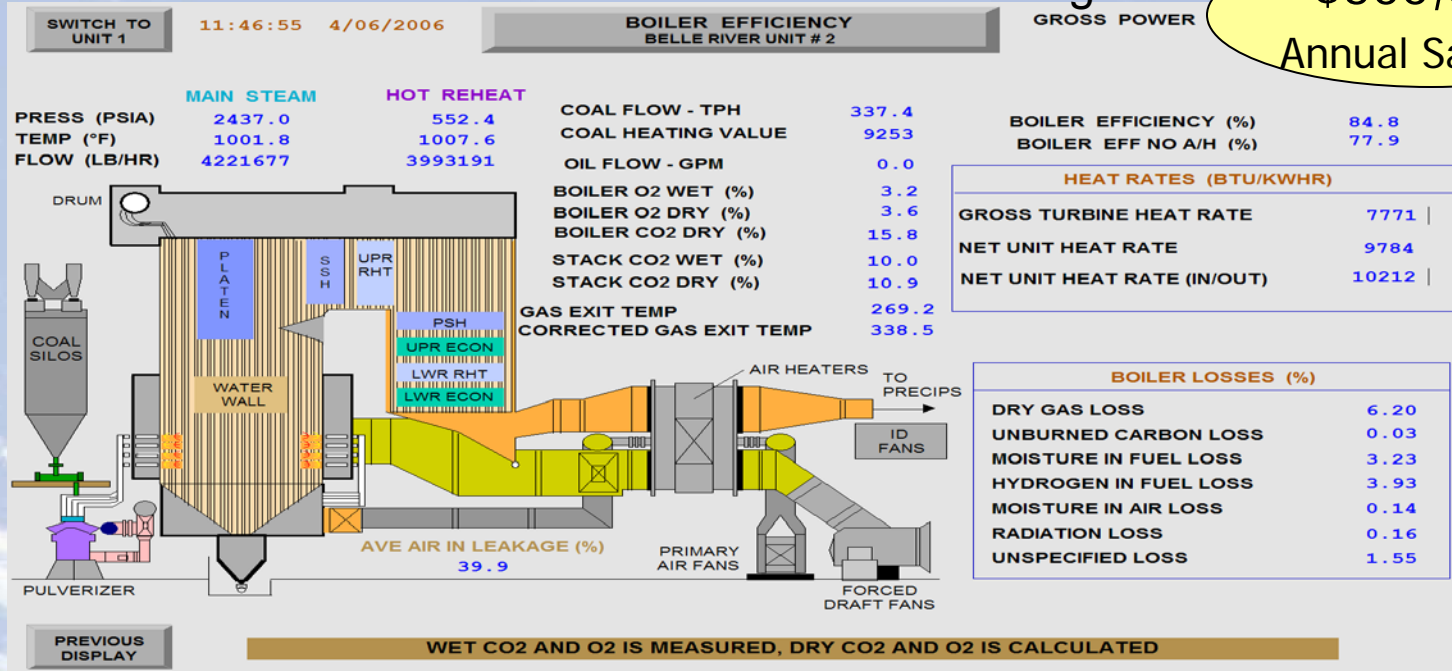 SWITCH TO
UNIT 1
11:46:55 4/06/2006
BOILER EFFICIENCY
BELLE RIVER UNIT # 2
GROSS POWER
Annual
MAIN STEAM HOT REHEAT
PRESS (PSIA) 2437.0 552.4
TEMP (°F) 1001.8 1007.6
FLOW (LB/HR) 4221677 3993191
COAL FLOW - TPH 337.4
COAL HEATING VALUE 9253
OIL FLOW - GPM 0.0
BOILER O2 WET (%) 3.2
BOILER O2 DRY (%) 3.6
BOILER CO2 DRY (%) 15.8
STACK CO2 WET (%) 10.0
STACK CO2 DRY (%) 10.9
GAS EXIT TEMP 269.2
CORRECTED GAS EXIT TEMP 338.5
BOILER EFFICIENCY (%) 84.8
BOILER EFF NO A/H (%) 77.9
HEAT RATES (BTU/KWHR)
GROSS TURBINE HEAT RATE 7771
NET UNIT HEAT RATE 9784
NET UNIT HEAT RATE (IN/OUT) 10212
DRUM
PLATEN
SSH
UPR
RHT
PSH
UPR ECON
LWR RHT
LWR ECON
COAL
SILOS
WATER
WALL
AIR HEATERS
TO
PRECIPS
ID
FANS
BOILER LOSSES (%)
DRY GAS LOSS 6.20
UNBURNED CARBON LOSS 0.03
MOISTURE IN FUEL LOSS 3.23
HYDROGEN IN FUEL LOSS 3.93
MOISTURE IN AIR LOSS 0.14
RADIATION LOSS 0.16
UNSPECIFIED LOSS 1.55
AVE AIR IN LEAKAGE (%)
39.9
PULVERIZER
PRIMARY
AIR FANS
FORCED
DRAFT FANS
PREVIOUS
DISPLAY
WET CO2 AND O2 IS MEASURED, DRY CO2 AND O2 IS CALCULATED